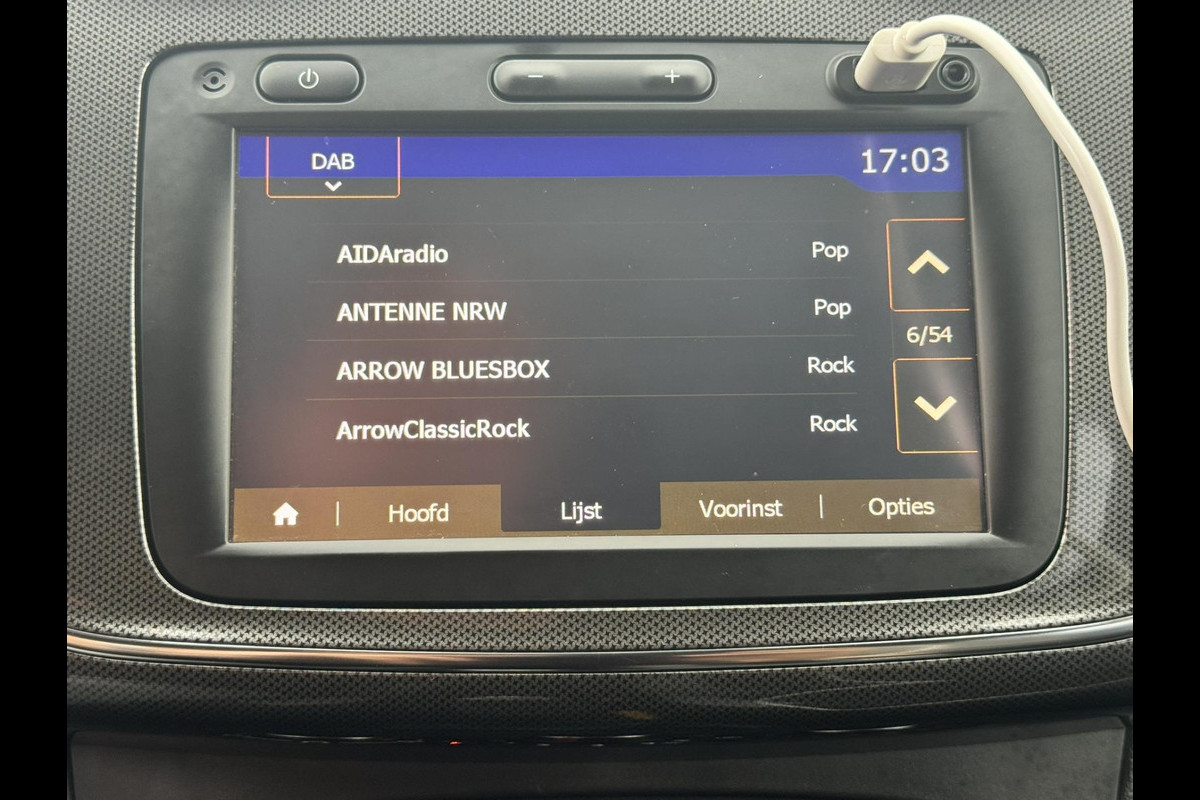 DAB
17:03
AIDAradio Pop
ANTENNE NRW Pop
6/54
ARROW BLUESBOX Rock
ArrowClassicRock Rock
Hoofd | Lijst Voorinst | Opties